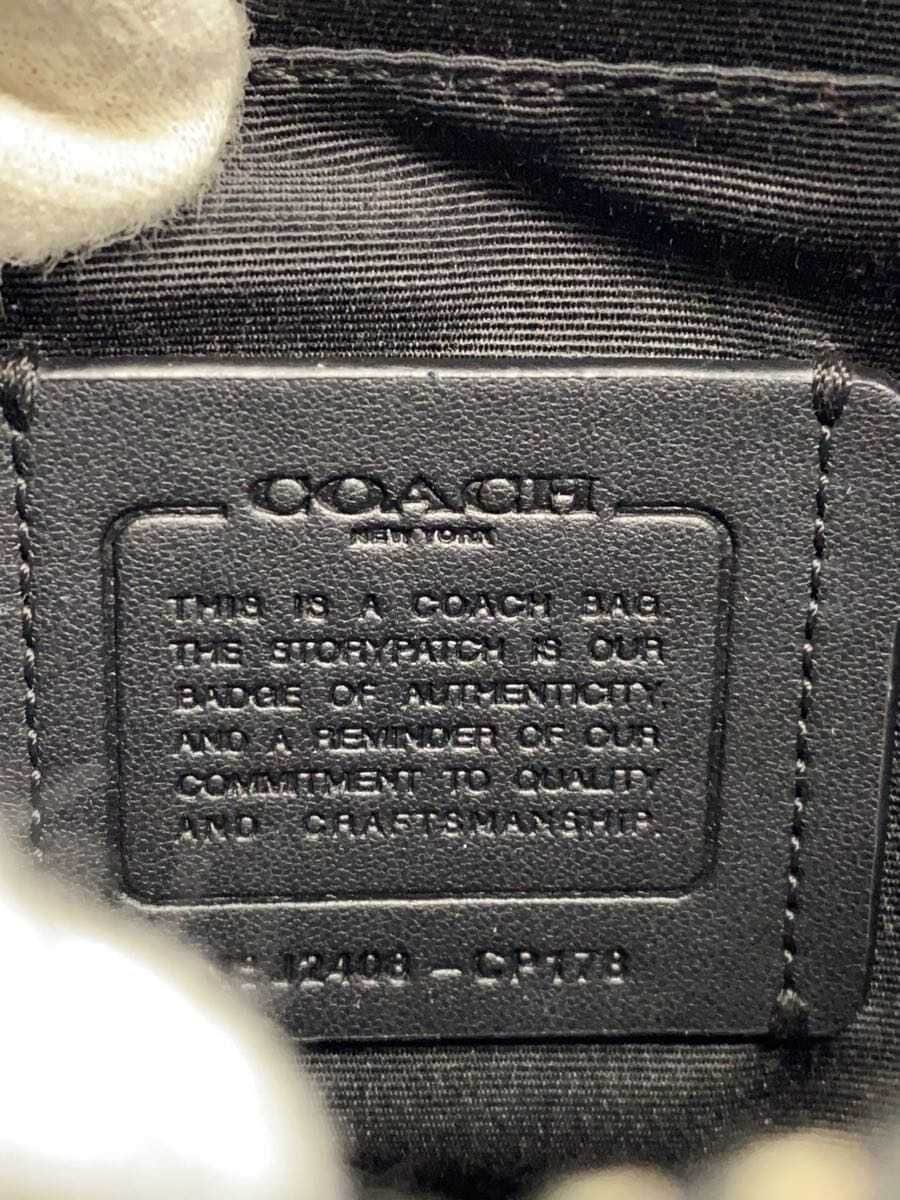 COACH
NEW YORK
THIS IS A COACH BAG.
THE STORYPATCH IS OUR
BADGE OF AUTHENTICITY,
AND A REMINDER OF OUR
COMMITMENT TO QUALITY
AND CRAFTSMANSHIP.
J2408 - CP178